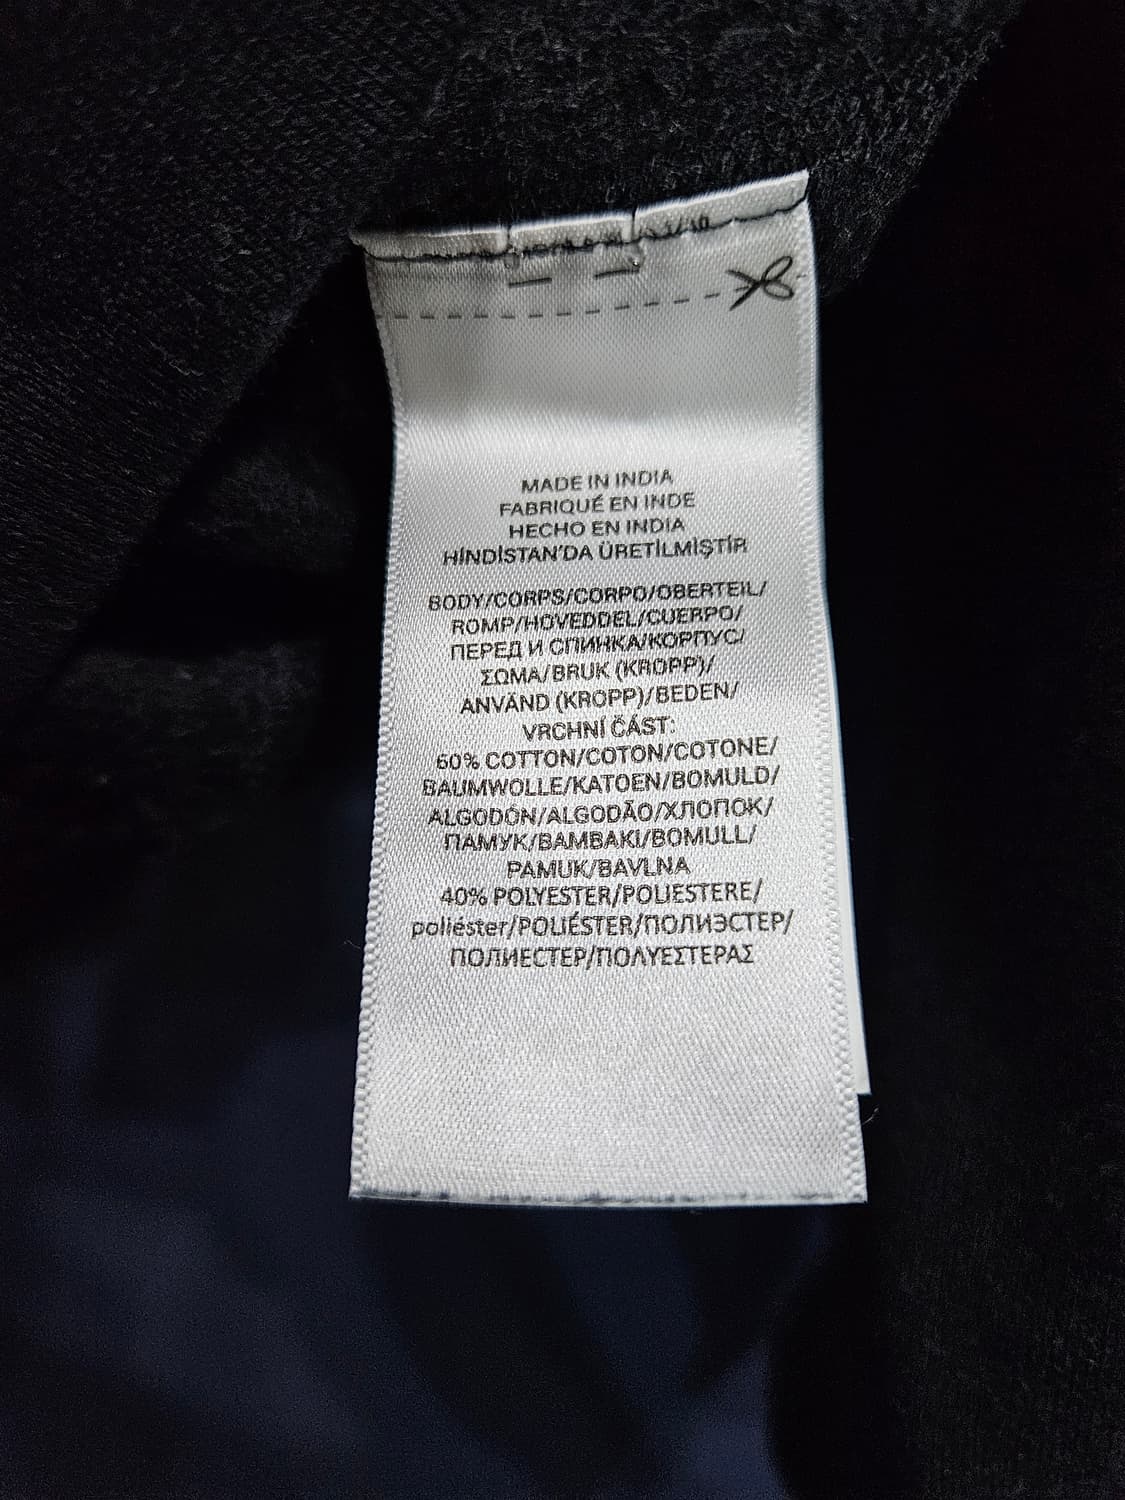 MADE IN INDIA
FABRIQUÉ EN INDE
HECHO EN INDIA
HİNDİSTAN'DA ÜRETİLMİŞTİR
BODY/CORPS/CORPO/OBERTEIL/
ROMP/HOVEDDEL/CUERPO/
ПЕРЕД И СПИНКА/КОРПУС/
ΣΩΜΑ/BRUK (KROPP)/
ANVÄND (KROPP)/BEDEN/
VRCHNÍ ČÁST:
60% COTTON/COTON/COTONE/
BAUMWOLLE/KATOEN/BOMULD/
ALGODÓN/ALGODÃO/ХЛОПОК/
ПАМУК/BAMBAKI/BOMULL/
PAMUK/BAVLNA
40% POLYESTER/POLIESTERE/
poliéster/POLIÉSTER/ПОЛИЭСТЕР/
ПОЛИЕСТЕР/ΠΟΛΥΕΣΤΕΡΑΣ